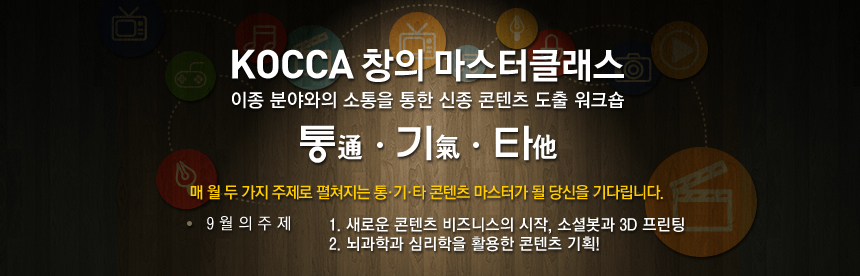 KOCCA 창의 마스터클래스
이종 분야와의 소통을 통한 신종 콘텐츠 도출 워크숍
통通 · 기氣 · 타他
매 월 두 가지 주제로 펼쳐지는 통·기·타 콘텐츠 마스터가 될 당신을 기다립니다.
• 9월의주제 1. 새로운 콘텐츠 비즈니스의 시작, 소셜봇과 3D 프린팅
2. 뇌과학과 심리학을 활용한 콘텐츠 기획!